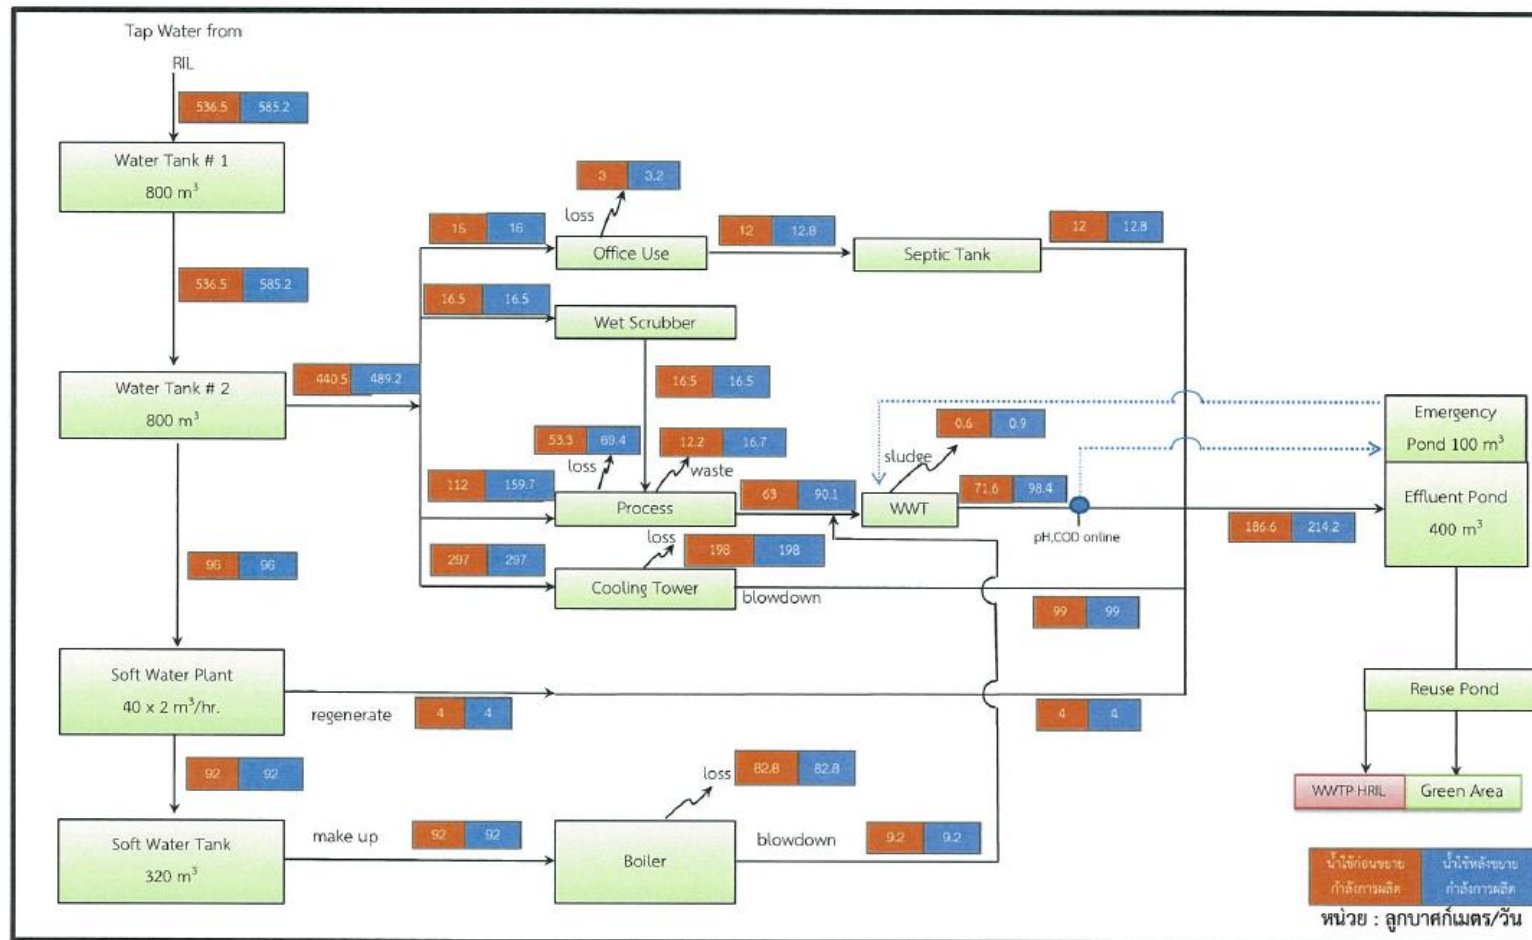 Tap Water from
RIL
536.5 585.2
Water Tank # 1
800 m³
3 3.2
loss
15 16
Office Use
12 12.8
Septic Tank
12 12.8
536.5 585.2
16.5 16.5
Wet Scrubber
Water Tank # 2
800 m³
440.5 489.2
16.5 16.5
53.3 69.4
loss
12.2 16.7
waste
0.6 0.9
sludge
Emergency
Pond 100 m³
112 159.7
Process
63 90.1
WWT
71.6 98.4
pH,COD online
186.6 214.2
Effluent Pond
400 m³
loss
198 198
297 297
Cooling Tower
blowdown
99 99
96 96
Soft Water Plant
40 x 2 m³/hr.
regenerate
4 4
4 4
Reuse Pond
92 92
loss
82.8 82.8
WWTP HRIL
Green Area
Soft Water Tank
320 m³
make up
92 92
Boiler
blowdown
9.2 9.2
น้ำใช้ก่อนขยาย
กำลังการผลิต
น้ำใช้หลังขยาย
กำลังการผลิต
หน่วย : ลูกบาศก์เมตร/วัน